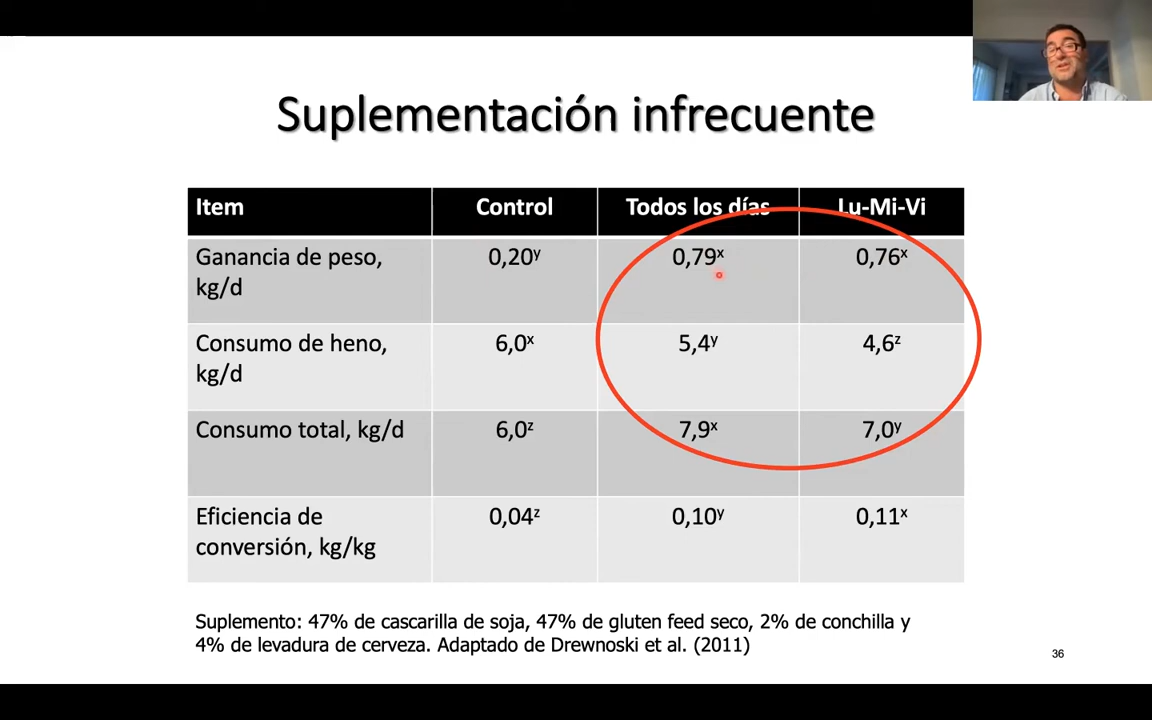 Suplementación infrecuente
Item Control Todos los días Lu-Mi-Vi
Ganancia de peso, 0,20ʸ 0,79ˣ 0,76ˣ
kg/d
Consumo de heno, 6,0ˣ 5,4ʸ 4,6ᶻ
kg/d
Consumo total, kg/d 6,0ᶻ 7,9ˣ 7,0ʸ
Eficiencia de 0,04ᶻ 0,10ʸ 0,11ˣ
conversión, kg/kg
Suplemento: 47% de cascarilla de soja, 47% de gluten feed seco, 2% de conchilla y
4% de levadura de cerveza. Adaptado de Drewnoski et al. (2011)
36